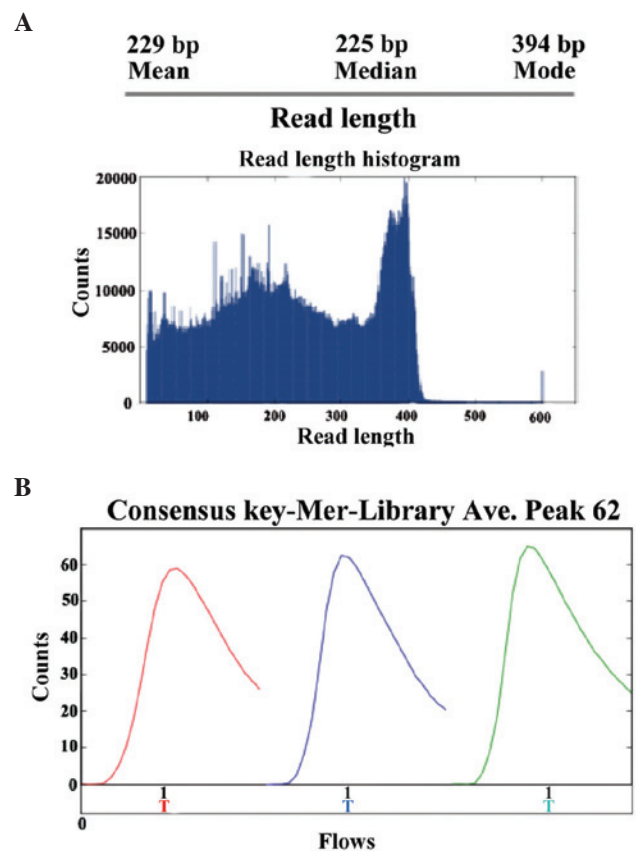 A
229 bp 225 bp 394 bp
Mean Median Mode
Read length
Read length histogram
20000
15000
10000
5000
0
Counts
100 200 300 400 500 600
Read length
B
Consensus key-Mer-Library Ave. Peak 62
60
50
40
30
20
10
0
Counts
1 1 1
T T T
0
Flows